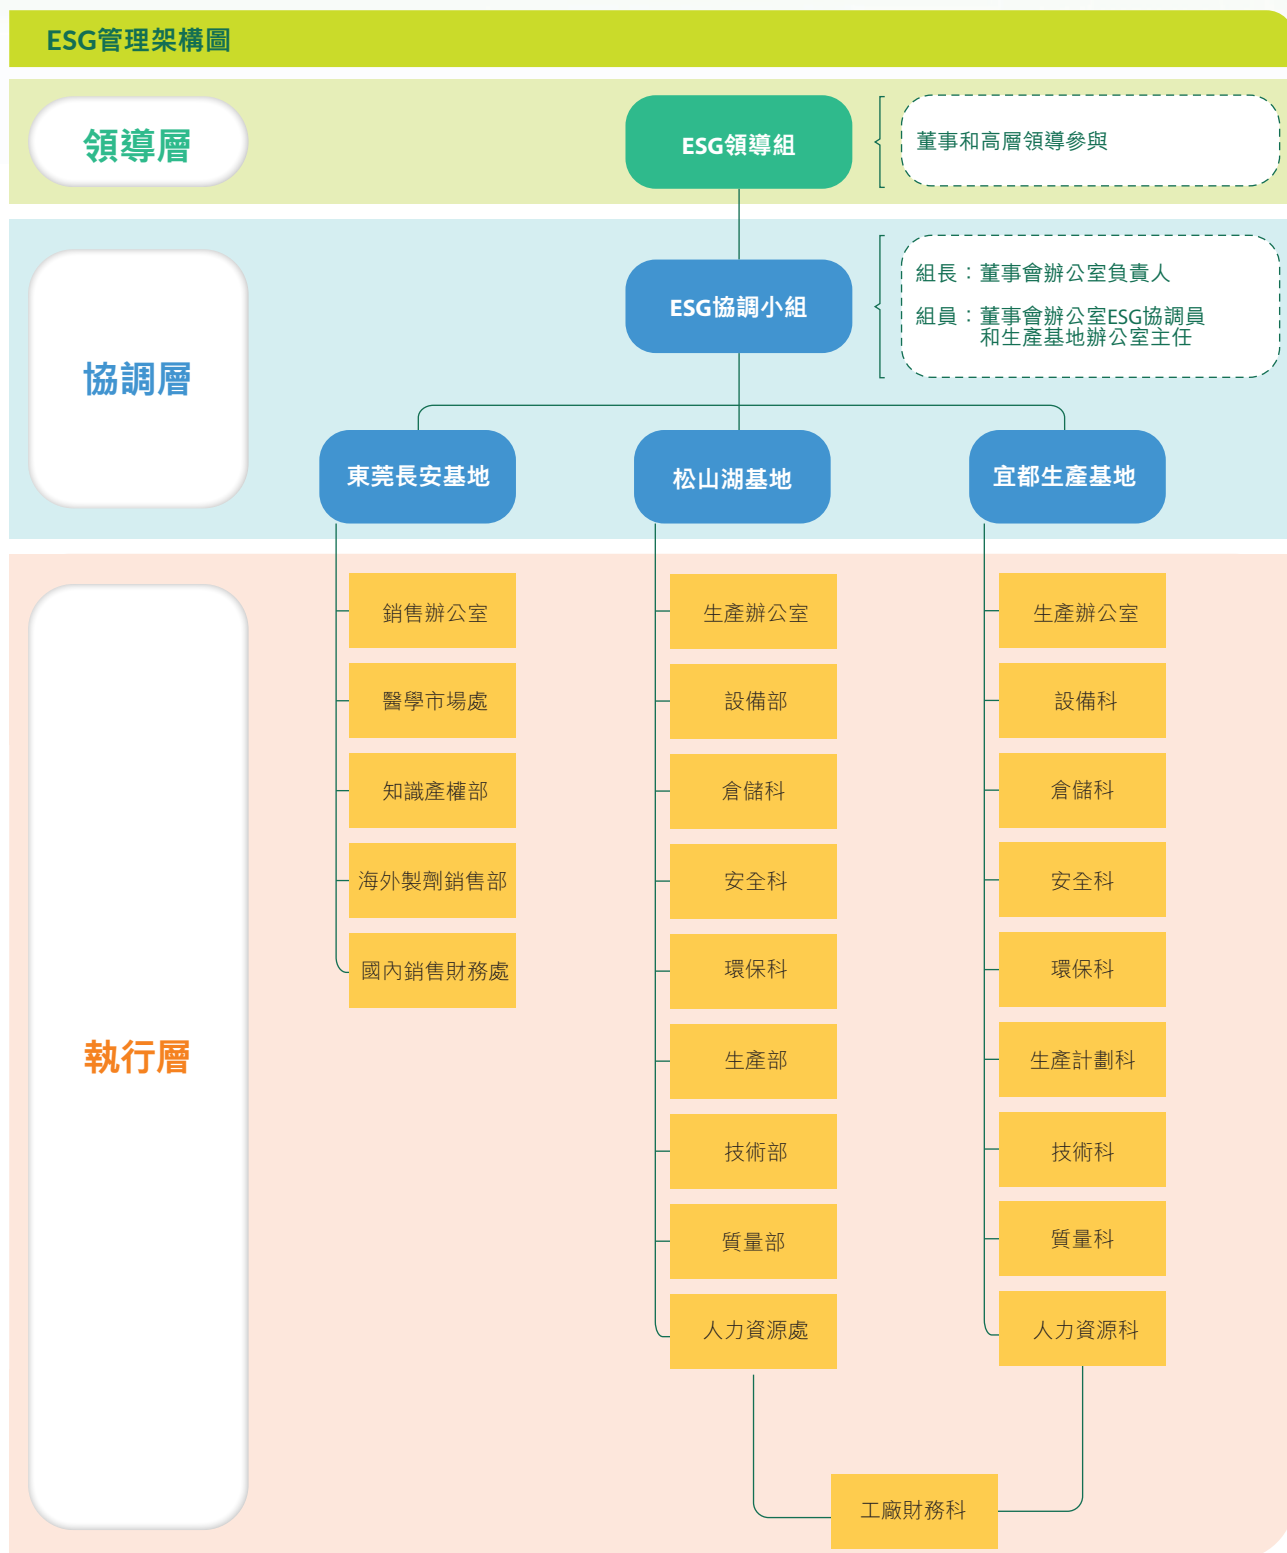 ESG管理架構圖
領導層
ESG領導組
董事和高層領導參與
協調層
ESG協調小組
組長：董事會辦公室負責人
組員：董事會辦公室ESG協調員
和生產基地辦公室主任
東莞長安基地
松山湖基地
宜都生產基地
執行層
銷售辦公室
醫學市場處
知識產權部
海外製劑銷售部
國內銷售財務處
生產辦公室
設備部
倉儲科
安全科
環保科
生產部
技術部
質量部
人力資源處
生產辦公室
設備科
倉儲科
安全科
環保科
生產計劃科
技術科
質量科
人力資源科
工廠財務科